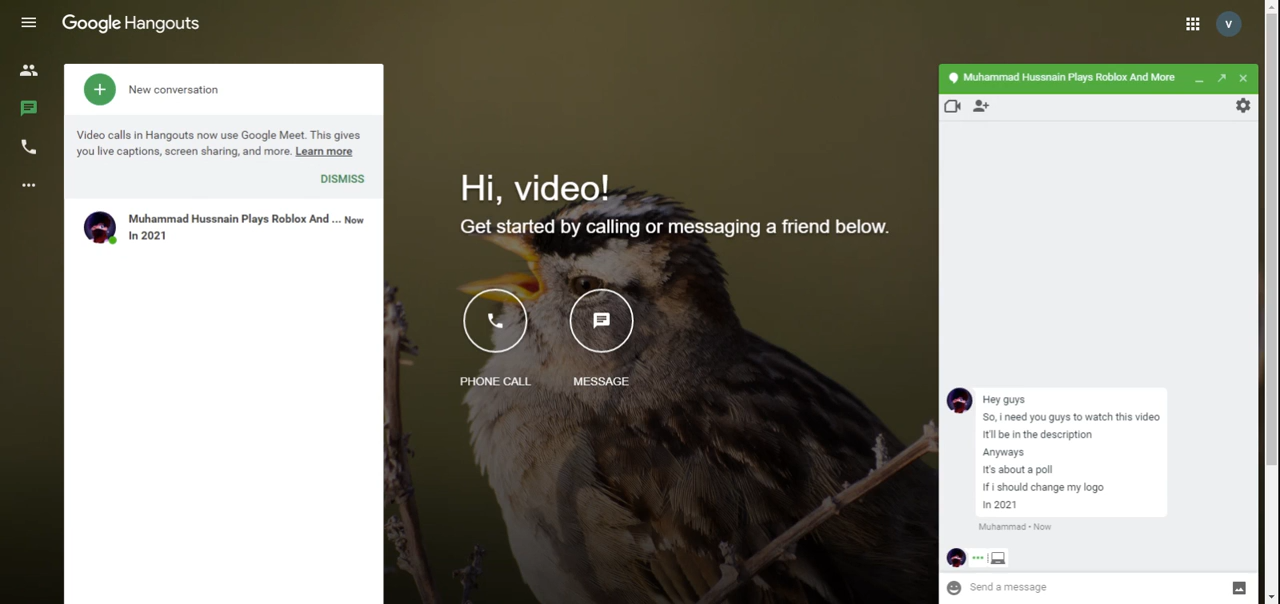 Google Hangouts
V
New conversation
Video calls in Hangouts now use Google Meet. This gives
you live captions, screen sharing, and more. Learn more
DISMISS
Muhammad Hussnain Plays Roblox And ... Now
In 2021
Hi, video!
Get started by calling or messaging a friend below.
PHONE CALL
MESSAGE
Muhammad Hussnain Plays Roblox And More
Hey guys
So, i need you guys to watch this video
It'll be in the description
Anyways
It's about a poll
If i should change my logo
In 2021
Muhammad • Now
Send a message